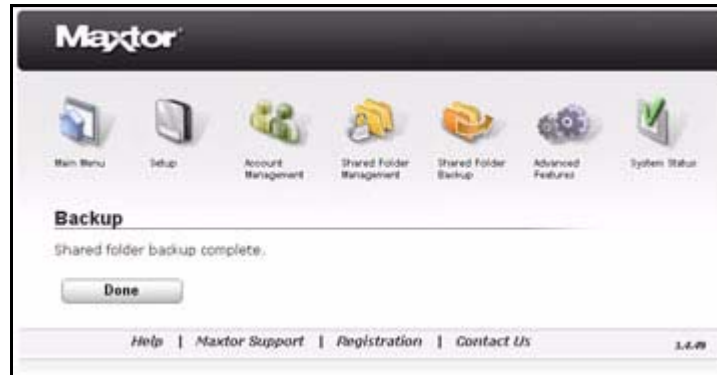 Maxtor
Main Menu
Setup
Account Management
Shared Folder Management
Shared Folder Backup
Advanced Features
System Status
Backup
Shared folder backup complete.
Done
Help | Maxtor Support | Registration | Contact Us